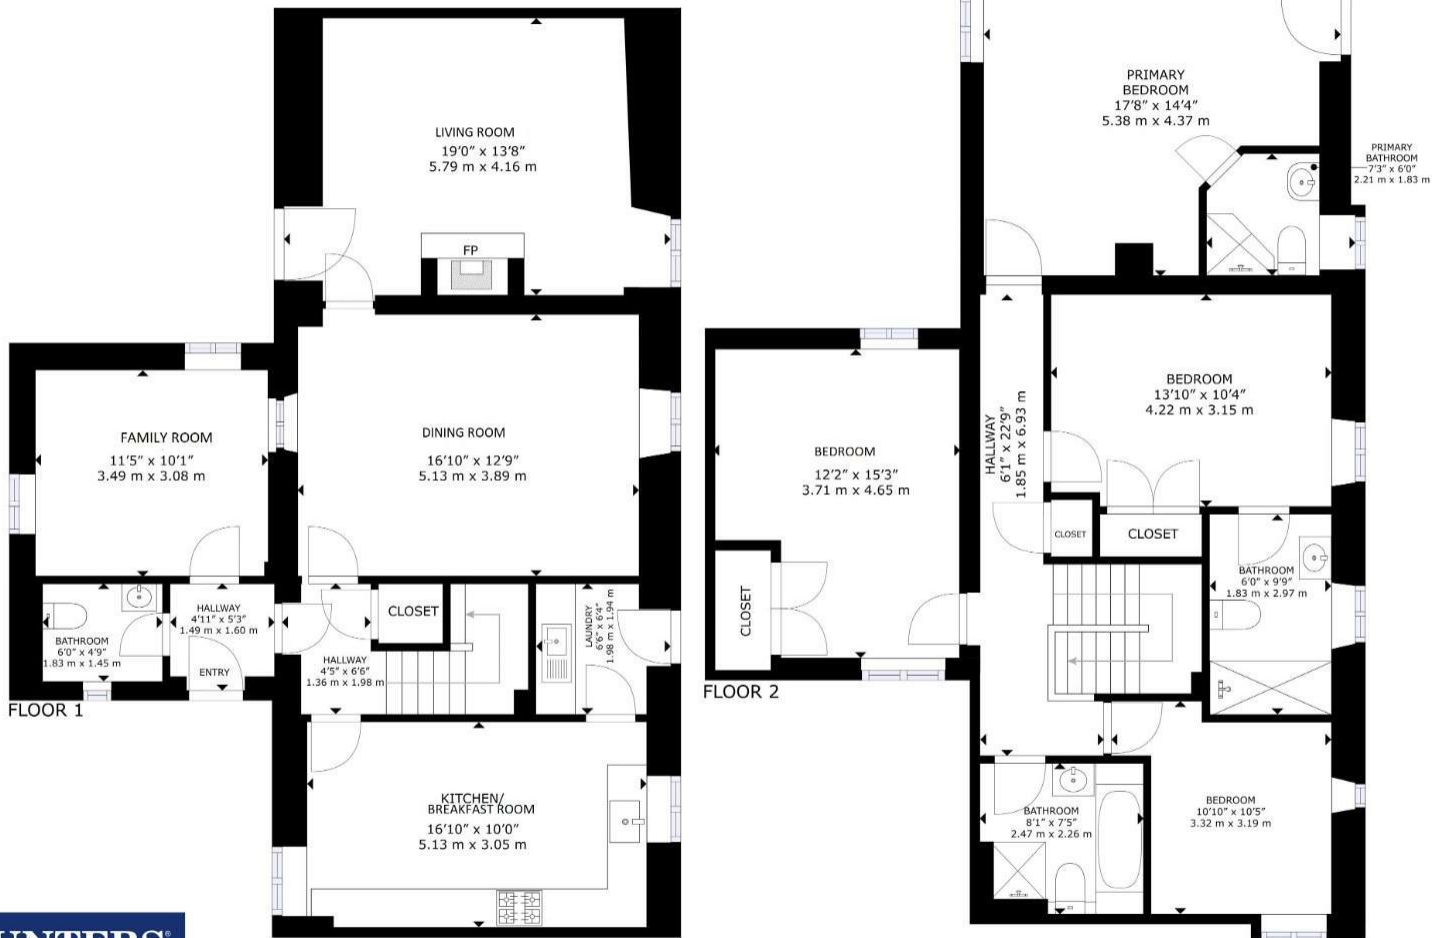 LIVING ROOM
19'0" x 13'8"
5.79 m x 4.16 m
FP
FAMILY ROOM
11'5" x 10'1"
3.49 m x 3.08 m
DINING ROOM
16'10" x 12'9"
5.13 m x 3.89 m
BATHROOM
6'0" x 4'9"
1.83 m x 1.45 m
HALLWAY
4'11" x 5'3"
1.49 m x 1.60 m
ENTRY
HALLWAY
4'5" x 6'6"
1.36 m x 1.98 m
CLOSET
LAUNDRY
6'6" x 6'4"
1.98 m x 1.94 m
FLOOR 1
KITCHEN/
BREAKFAST ROOM
16'10" x 10'0"
5.13 m x 3.05 m
PRIMARY
BEDROOM
17'8" x 14'4"
5.38 m x 4.37 m
PRIMARY
BATHROOM
7'3" x 6'0"
2.21 m x 1.83 m
BEDROOM
12'2" x 15'3"
3.71 m x 4.65 m
CLOSET
FLOOR 2
HALLWAY
6'1" x 22'9"
1.85 m x 6.93 m
BEDROOM
13'10" x 10'4"
4.22 m x 3.15 m
CLOSET
CLOSET
BATHROOM
6'0" x 9'9"
1.83 m x 2.97 m
BATHROOM
8'1" x 7'5"
2.47 m x 2.26 m
BEDROOM
10'10" x 10'5"
3.32 m x 3.19 m